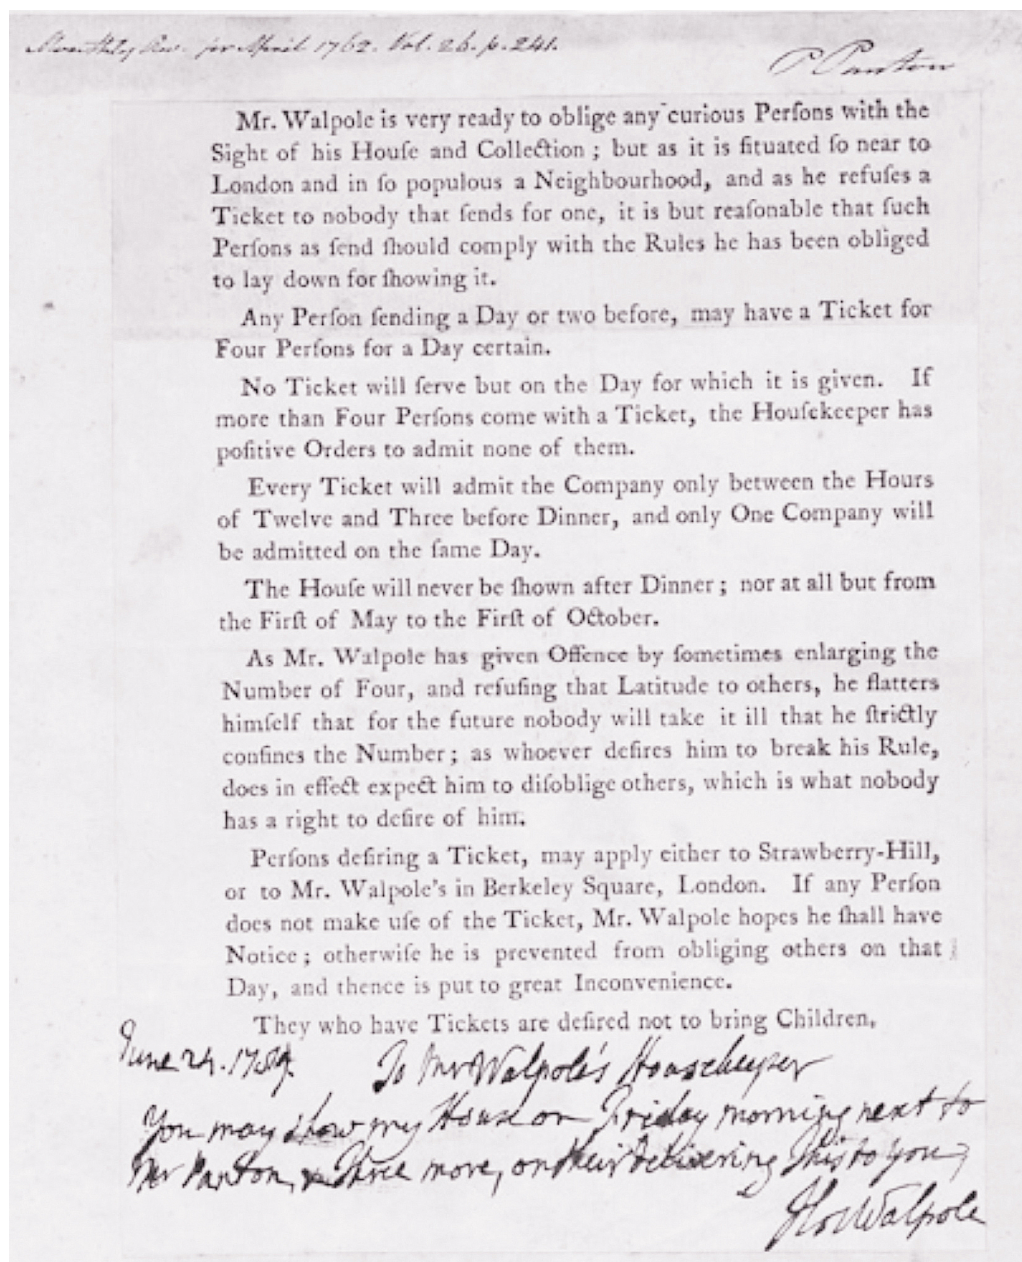 Monthly Rev. for April 1762. Vol. 26. p. 241.
P Panton
Mr. Walpole is very ready to oblige any curious Perſons with the
Sight of his Houſe and Collection ; but as it is ſituated ſo near to
London and in ſo populous a Neighbourhood, and as he refuſes a
Ticket to nobody that ſends for one, it is but reaſonable that ſuch
Perſons as ſend ſhould comply with the Rules he has been obliged
to lay down for ſhowing it.
Any Perſon ſending a Day or two before, may have a Ticket for
Four Perſons for a Day certain.
No Ticket will ſerve but on the Day for which it is given. If
more than Four Perſons come with a Ticket, the Houſekeeper has
poſitive Orders to admit none of them.
Every Ticket will admit the Company only between the Hours
of Twelve and Three before Dinner, and only One Company will
be admitted on the ſame Day.
The Houſe will never be ſhown after Dinner ; nor at all but from
the Firſt of May to the Firſt of October.
As Mr. Walpole has given Offence by ſometimes enlarging the
Number of Four, and refuſing that Latitude to others, he flatters
himſelf that for the future nobody will take it ill that he ſtrictly
confines the Number ; as whoever deſires him to break his Rule,
does in effect expect him to diſoblige others, which is what nobody
has a right to deſire of him.
Perſons deſiring a Ticket, may apply either to Strawberry-Hill,
or to Mr. Walpole's in Berkeley Square, London. If any Perſon
does not make uſe of the Ticket, Mr. Walpole hopes he ſhall have
Notice ; otherwiſe he is prevented from obliging others on that
Day, and thence is put to great Inconvenience.
They who have Tickets are deſired not to bring Children.
June 24. To Mr Walpole's Housekeeper
You may show my House on Friday morning next to
Mr Panton, & Three more, on their delivering This to you,
Hor Walpole